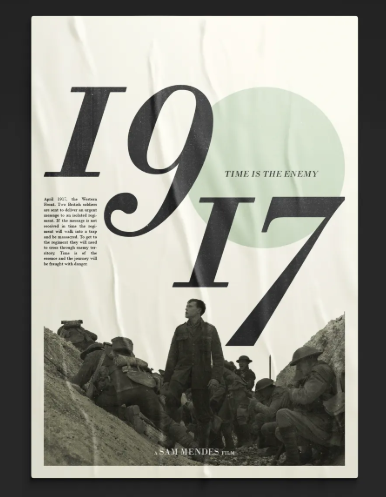 19
TIME IS THE ENEMY
17
April 1917, the Western
Front. Two British soldiers
are sent to deliver an urgent
message to an isolated regi-
ment. If the message is not
received in time the regi-
ment will walk into a trap
and be massacred. To get to
the regiment they will need
to cross through enemy ter-
ritory. Time is of the
essence and the journey will
be fraught with danger.
A SAM MENDES FILM